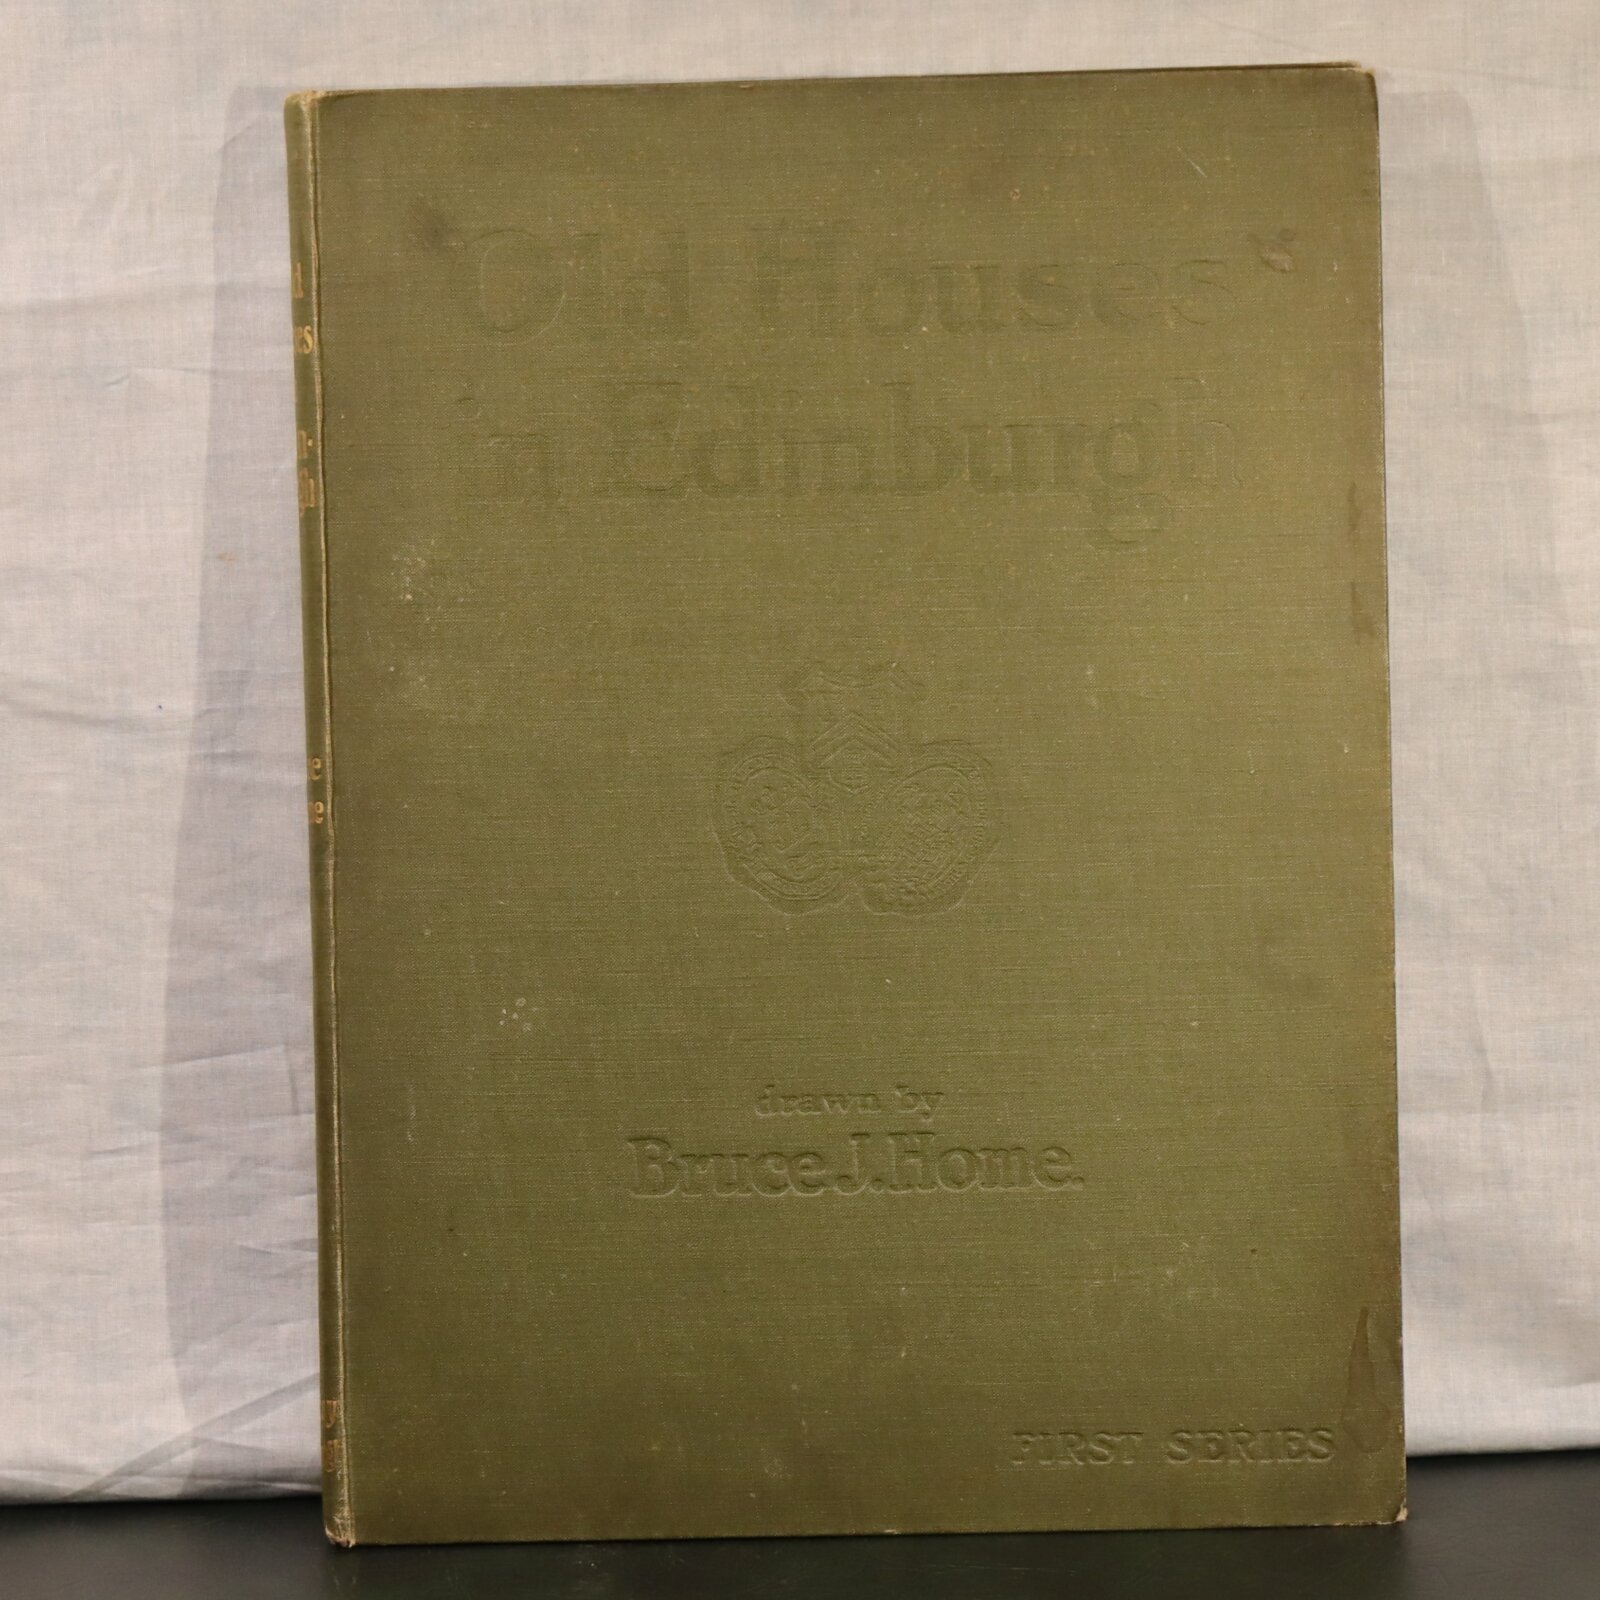 Old Houses
in Edinburgh
drawn by
Bruce J. Home.
FIRST SERIES